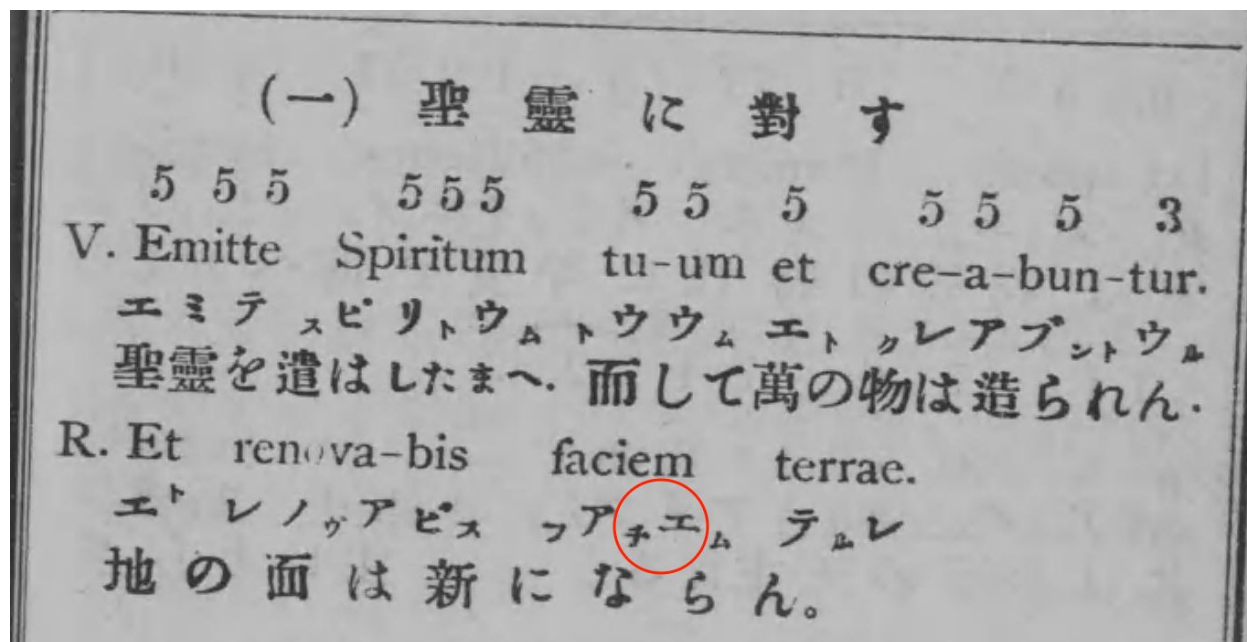 (一) 聖靈に對す
5 5 5 5 5 5 5 5 5 5 5 5 3
V. Emitte Spiritum tu-um et cre-a-bun-tur.
エミテ スピリトウム トウウム エト クレアブントウル
聖靈を遣はしたまへ. 而して萬の物は造られん.
R. Et renova-bis faciem terrae.
エト レノヴアビス フアチエム テルレ
地の面は新にならん。